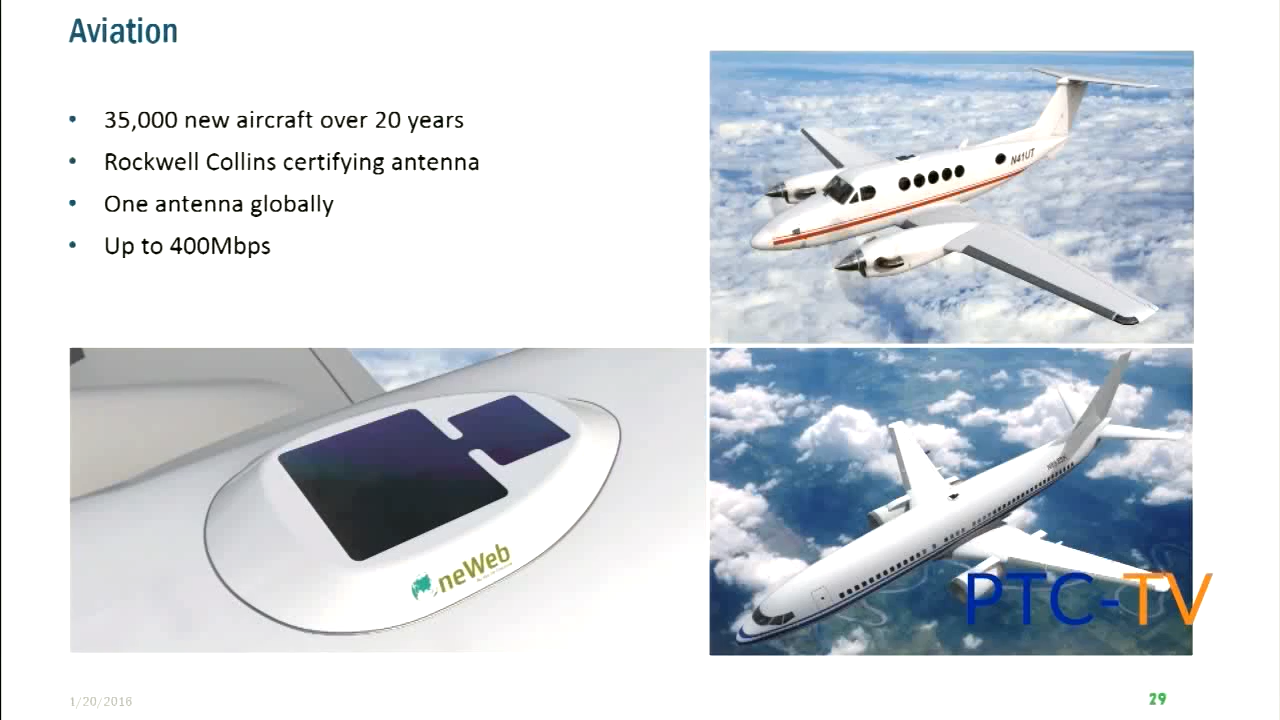 Aviation
• 35,000 new aircraft over 20 years
• Rockwell Collins certifying antenna
• One antenna globally
• Up to 400Mbps
N41UT
neWeb
PTC-TV
1/20/2016
29